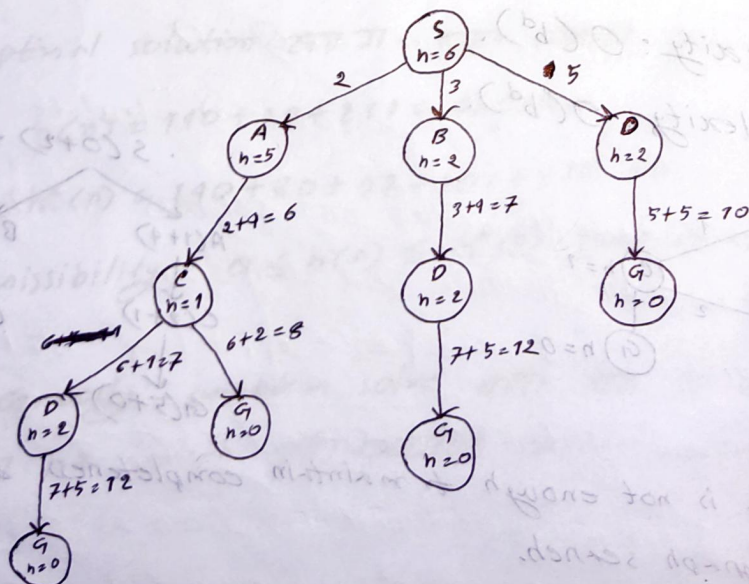 S
h=6
2
3
5
A
h=5
B
h=2
D
h=2
2+4=6
3+4=7
5+5=10
C
h=1
D
h=2
G
h=0
6+1=7
6+2=8
7+5=12
D
h=2
G
h=0
G
h=0
7+5=12
G
h=0